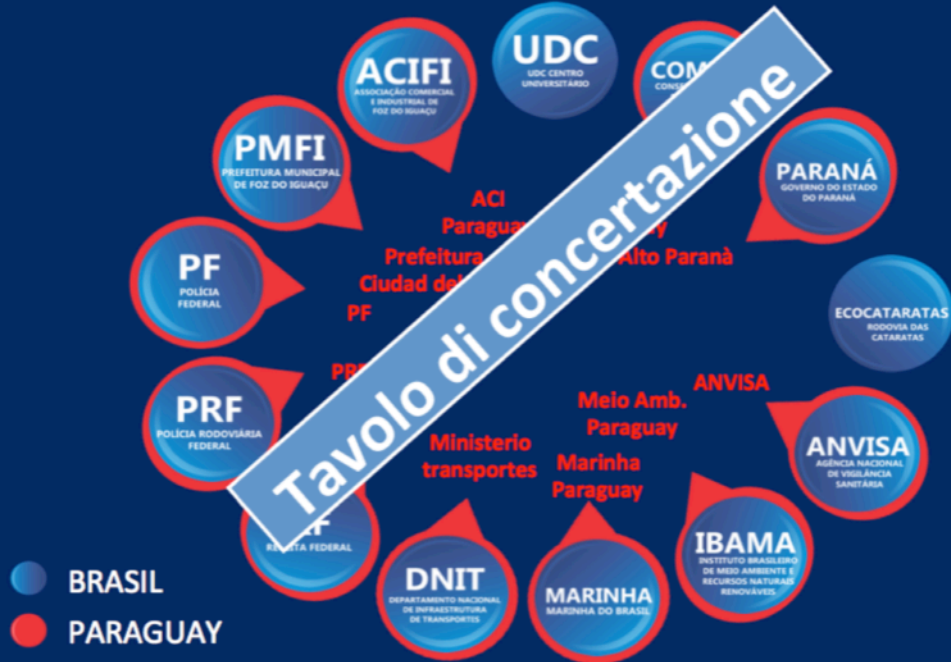 UDC
UDC CENTRO
UNIVERSITÁRIO
ACIFI
ASSOCIAÇÃO COMERCIAL
E INDUSTRIAL DE
FOZ DO IGUAÇU
PMFI
PREFEITURA MUNICIPAL
DE FOZ DO IGUAÇU
PARANÁ
GOVERNO DO ESTADO
DO PARANÁ
Tavolo di concertazione
ACI
Prefeitura
Alto Paranà
Ciudad
PF
PF
POLÍCIA
FEDERAL
ECOCATARATAS
RODOVIA DAS
CATARATAS
PRF
POLÍCIA RODOVIÁRIA
FEDERAL
ANVISA
Meio Amb.
Paraguay
Ministerio
transportes
Marinha
Paraguay
ANVISA
AGÊNCIA NACIONAL
DE VIGILÂNCIA
SANITÁRIA
IBAMA
INSTITUTO BRASILEIRO
DE MEIO AMBIENTE E
RECURSOS NATURAIS
RENOVÁVEIS
FEDERAL
DNIT
DEPARTAMENTO NACIONAL
DE INFRAESTRUTURA
DE TRANSPORTES
MARINHA
MARINHA DO BRASIL
BRASIL
PARAGUAY